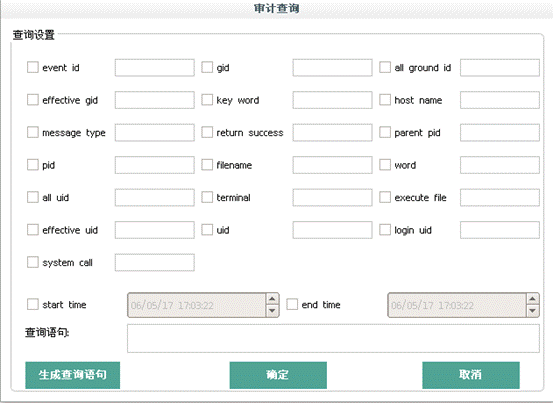 审计查询
查询设置
event id gid all ground id
effective gid key word host name
message type return success parent pid
pid filename word
all uid terminal execute file
effective uid uid login uid
system call
start time 06/05/17 17:03:22 end time 06/05/17 17:03:22
查询语句:
生成查询语句 确定 取消